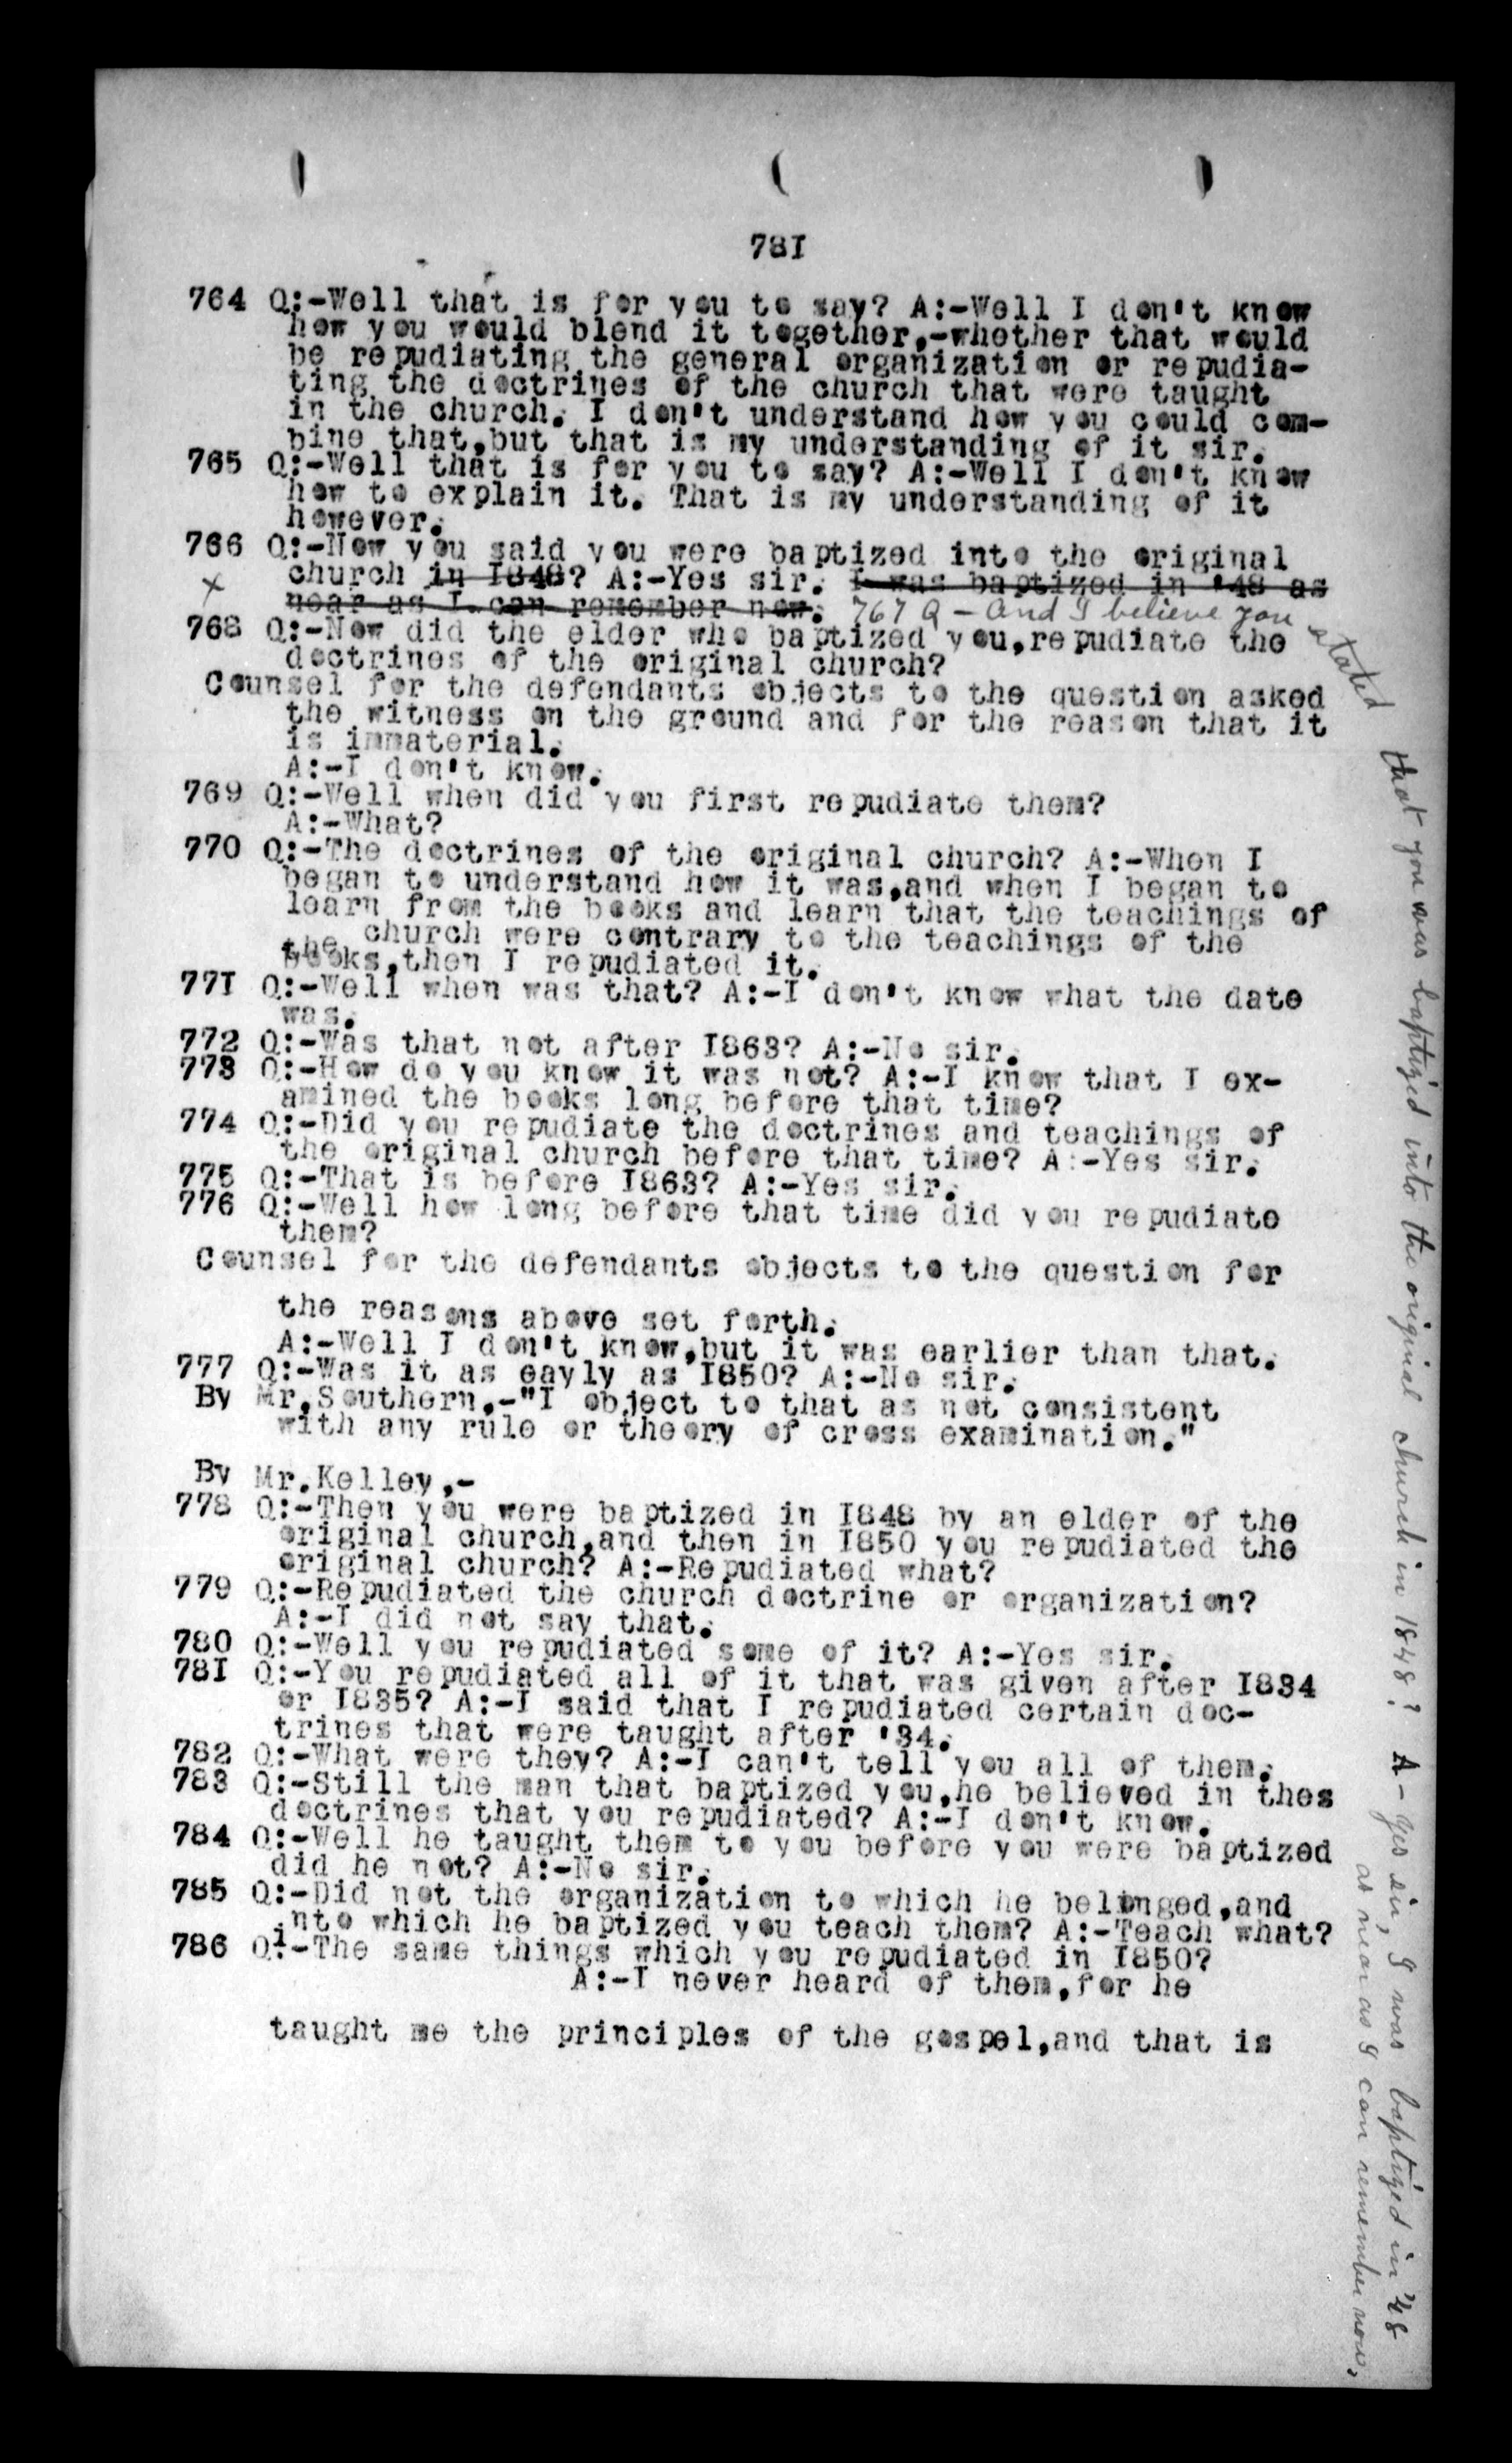 781
764 Q:-Well that is for you to say? A:-Well I don't know
how you would blend it together,-whether that would
be repudiating the general organization or repudia-
ting the doctrines of the church that were taught
in the church. I don't understand how you could com-
bine that,but that is my understanding of it sir.
765 Q:-Well that is for you to say? A:-Well I don't know
how to explain it. That is my understanding of it
however.
766 Q:-Now you said you were baptized into the original
x church in I848? A:-Yes sir. I was baptized in '48 as
near as I can remember now. 767 Q - And I believe you
stated that you was baptized into the original church in 1848? A - Yes sir, I was baptized in '48
as near as I can remember now.
768 Q:-Now did the elder who baptized you,repudiate the
doctrines of the original church?
Counsel for the defendants objects to the question asked
the witness on the ground and for the reason that it
is immaterial.
A:-I don't know.
769 Q:-Well when did you first repudiate them?
A:-What?
770 Q:-The doctrines of the original church? A:-When I
began to understand how it was,and when I began to
learn from the books and learn that the teachings of
the church were contrary to the teachings of the
books,then I repudiated it.
77I Q:-Well when was that? A:-I don't know what the date
was.
772 Q:-Was that not after I863? A:-No sir.
773 Q:-How do you know it was not? A:-I know that I ex-
amined the books long before that time?
774 Q:-Did you repudiate the doctrines and teachings of
the original church before that time? A:-Yes sir.
775 Q:-That is before I863? A:-Yes sir.
776 Q:-Well how long before that time did you repudiate
them?
Counsel for the defendants objects to the question for
the reasons above set forth.
A:-Well I don't know,but it was earlier than that.
777 Q:-Was it as eayly as I850? A:-No sir.
By Mr.Southern,-"I object to that as not consistent
with any rule or theory of cross examination."
By Mr.Kelley,-
778 Q:-Then you were baptized in I848 by an elder of the
original church,and then in I850 you repudiated the
original church? A:-Repudiated what?
779 Q:-Repudiated the church doctrine or organization?
A:-I did not say that.
780 Q:-Well you repudiated some of it? A:-Yes sir.
78I Q:-You repudiated all of it that was given after I834
or I835? A:-I said that I repudiated certain doc-
trines that were taught after '34.
782 Q:-What were they? A:-I can't tell you all of them.
783 Q:-Still the man that baptized you,he believed in thes
doctrines that you repudiated? A:-I don't know.
784 Q:-Well he taught them to you before you were baptized
did he not? A:-No sir.
785 Q:-Did not the organization to which he belonged,and
into which he baptized you teach them? A:-Teach what?
786 Q:-The same things which you repudiated in I850?
A:-I never heard of them,for he
taught me the principles of the gospel,and that is